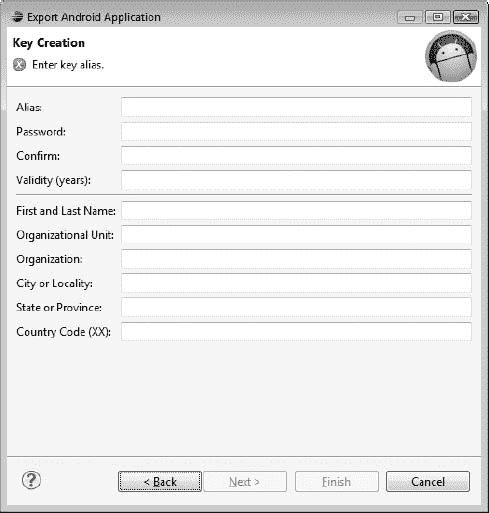 Export Android Application
Key Creation
Enter key alias.
Alias:
Password:
Confirm:
Validity (years):
First and Last Name:
Organizational Unit:
Organization:
City or Locality:
State or Province:
Country Code (XX):
?
< Back
Next >
Finish
Cancel